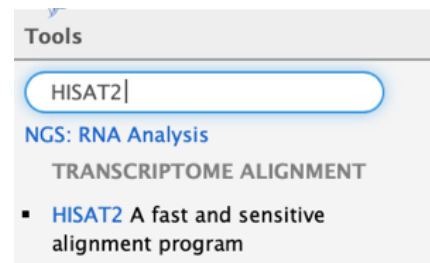 Tools
HISAT2
NGS: RNA Analysis
TRANSCRIPTOME ALIGNMENT
▪ HISAT2 A fast and sensitive
alignment program